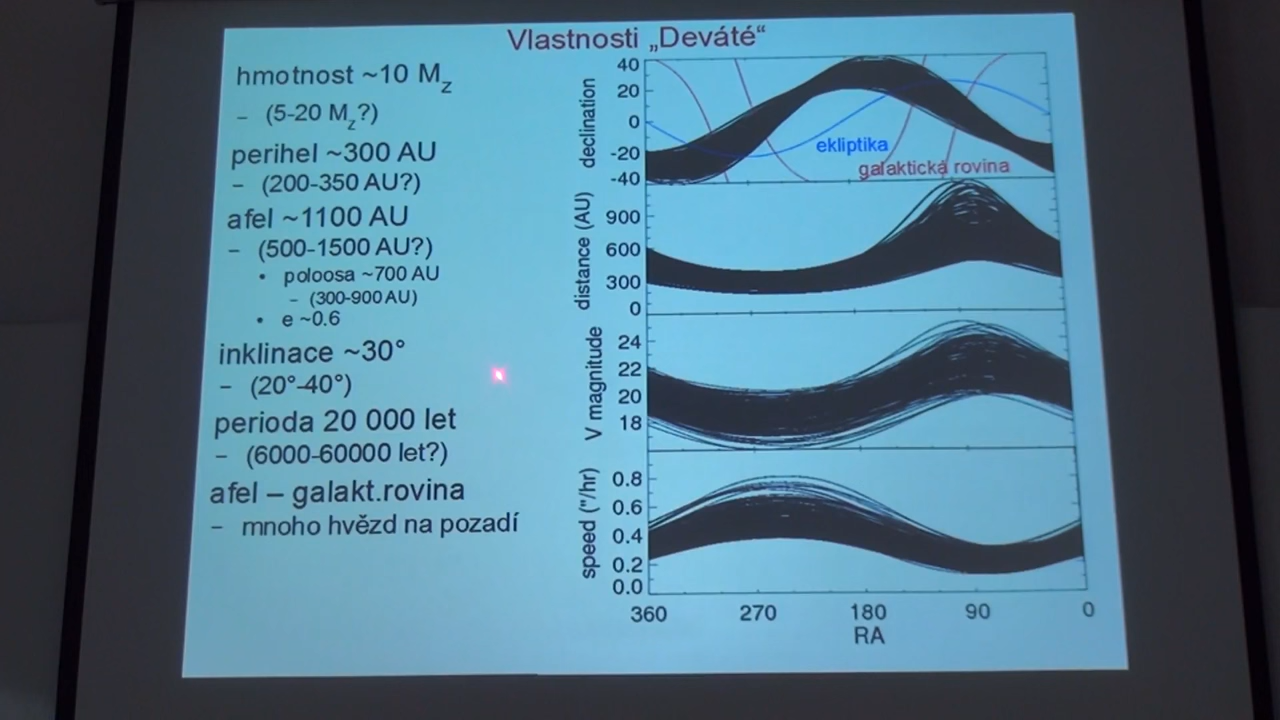 Vlastnosti „Deváté“
hmotnost ~10 Mz
– (5-20 Mz?)
perihel ~300 AU
– (200-350 AU?)
afel ~1100 AU
– (500-1500 AU?)
• poloosa ~700 AU
– (300-900 AU)
• e ~0.6
inklinace ~30°
– (20°-40°)
perioda 20 000 let
– (6000-60000 let?)
afel – galakt.rovina
– mnoho hvězd na pozadí
declination
40
20
0
-20
-40
ekliptika
galaktická rovina
distance (AU)
900
600
300
0
V magnitude
24
22
20
18
speed ("/hr)
0.8
0.6
0.4
0.2
0.0
360 270 180 90 0
RA